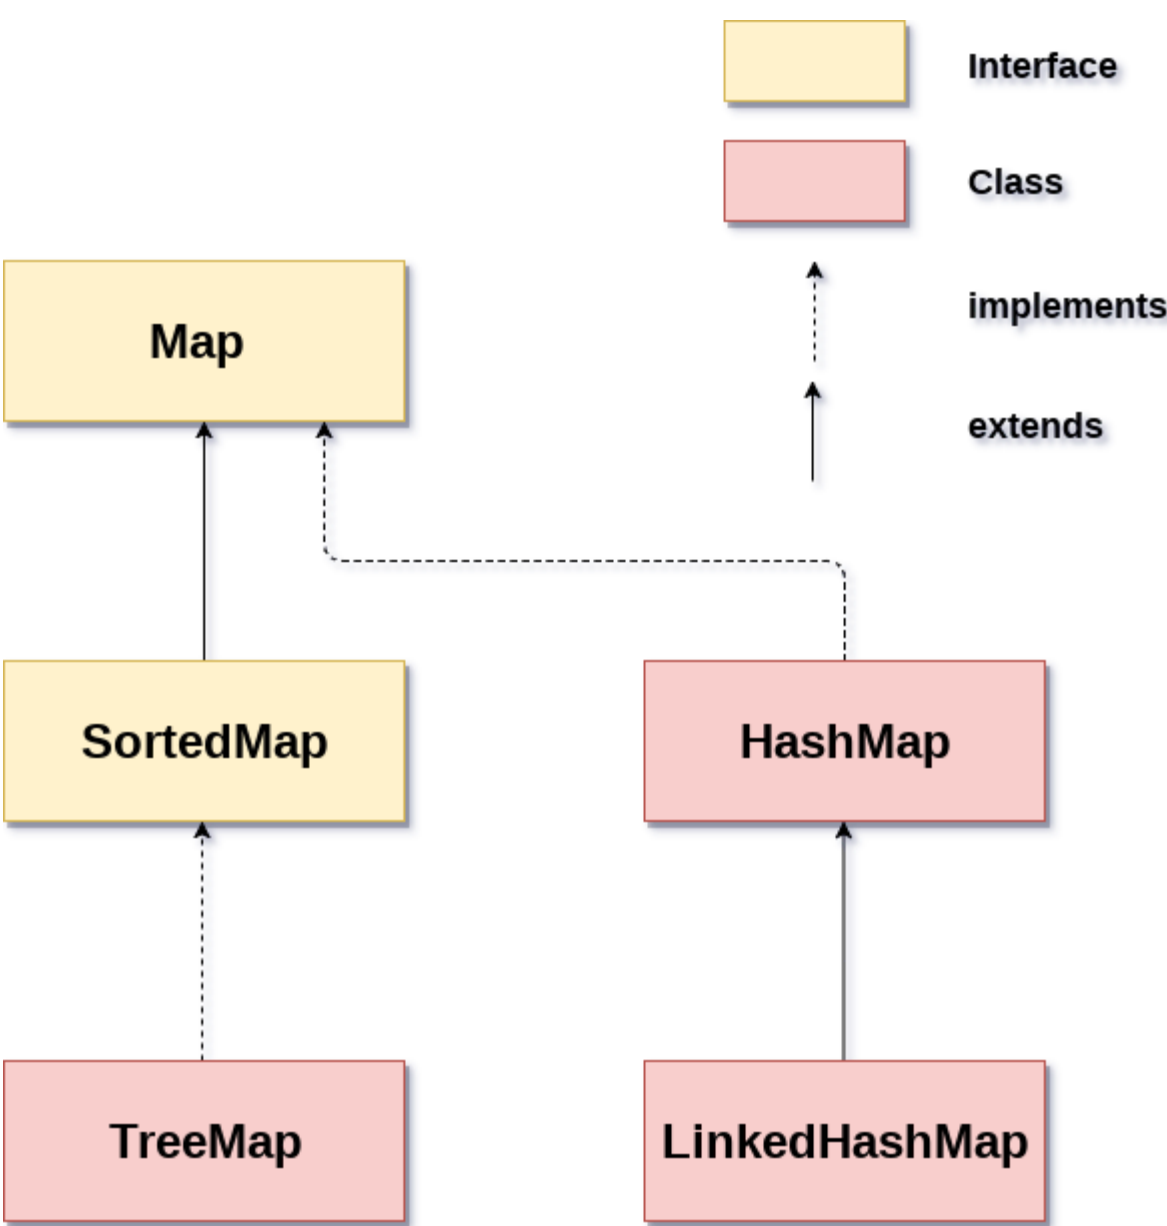 Interface
Class
implements
extends
Map
SortedMap
HashMap
TreeMap
LinkedHashMap